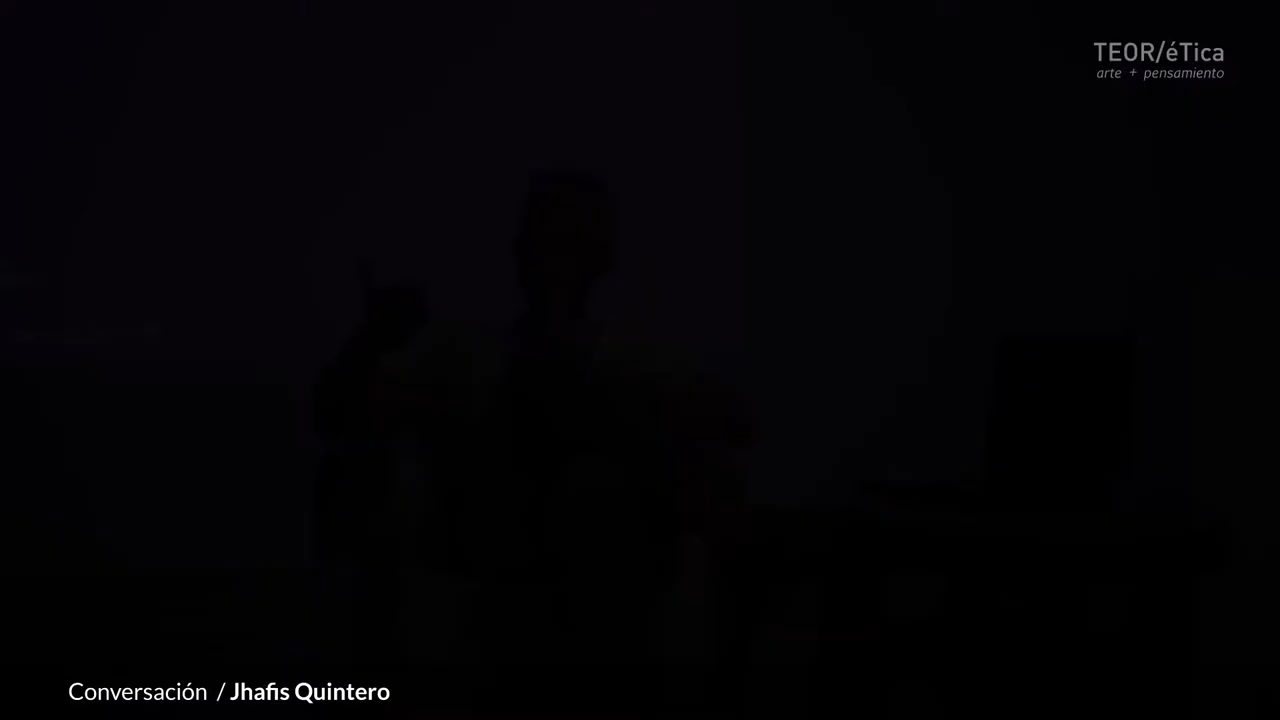 TEOR/éTica
arte + pensamiento
Conversación / Jhafis Quintero